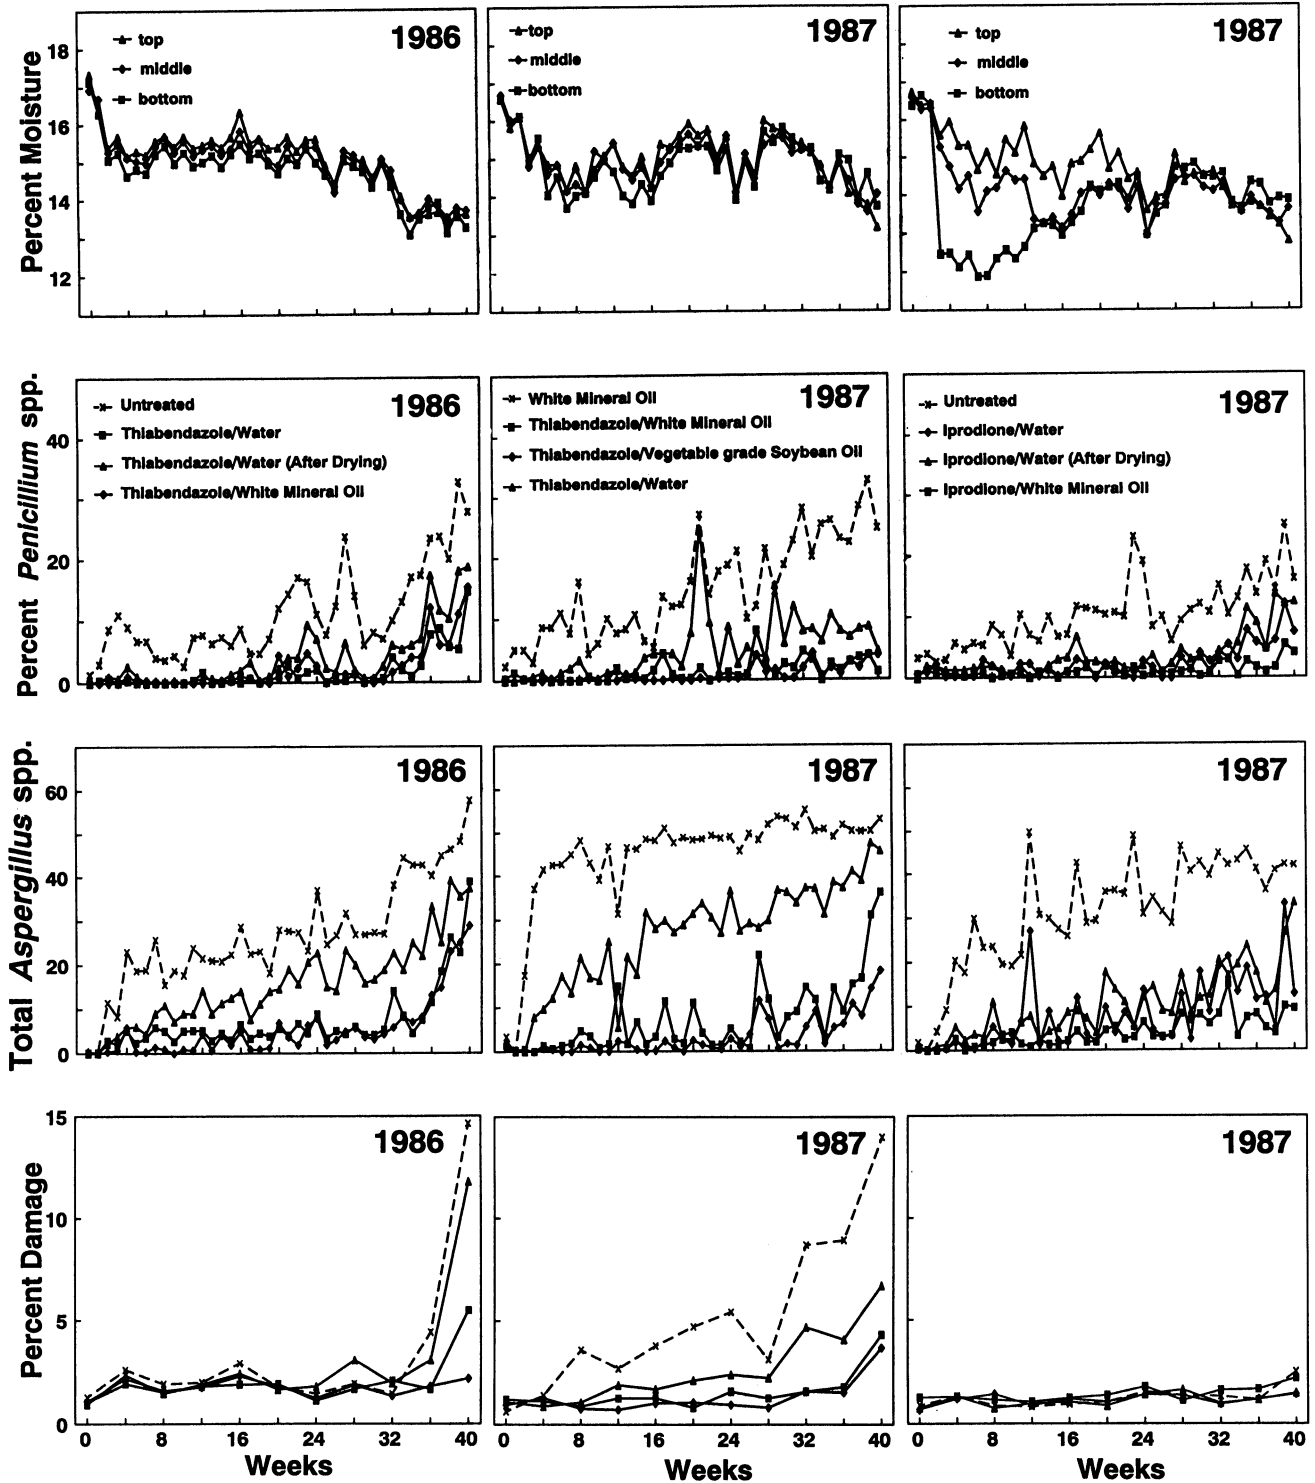 1986
top
middle
bottom
Percent Moisture
18
16
14
12
1987
top
middle
bottom
1987
top
middle
bottom
Percent Penicillium spp.
40
20
0
1986
Untreated
Thiabendazole/Water
Thiabendazole/Water (After Drying)
Thiabendazole/White Mineral Oil
1987
White Mineral Oil
Thiabendazole/White Mineral Oil
Thiabendazole/Vegetable grade Soybean Oil
Thiabendazole/Water
1987
Untreated
Iprodione/Water
Iprodione/Water (After Drying)
Iprodione/White Mineral Oil
Total Aspergillus spp.
60
40
20
0
1986
1987
1987
Percent Damage
15
10
5
0
1986
1987
1987
0 8 16 24 32 40
Weeks
0 8 16 24 32 40
Weeks
0 8 16 24 32 40
Weeks